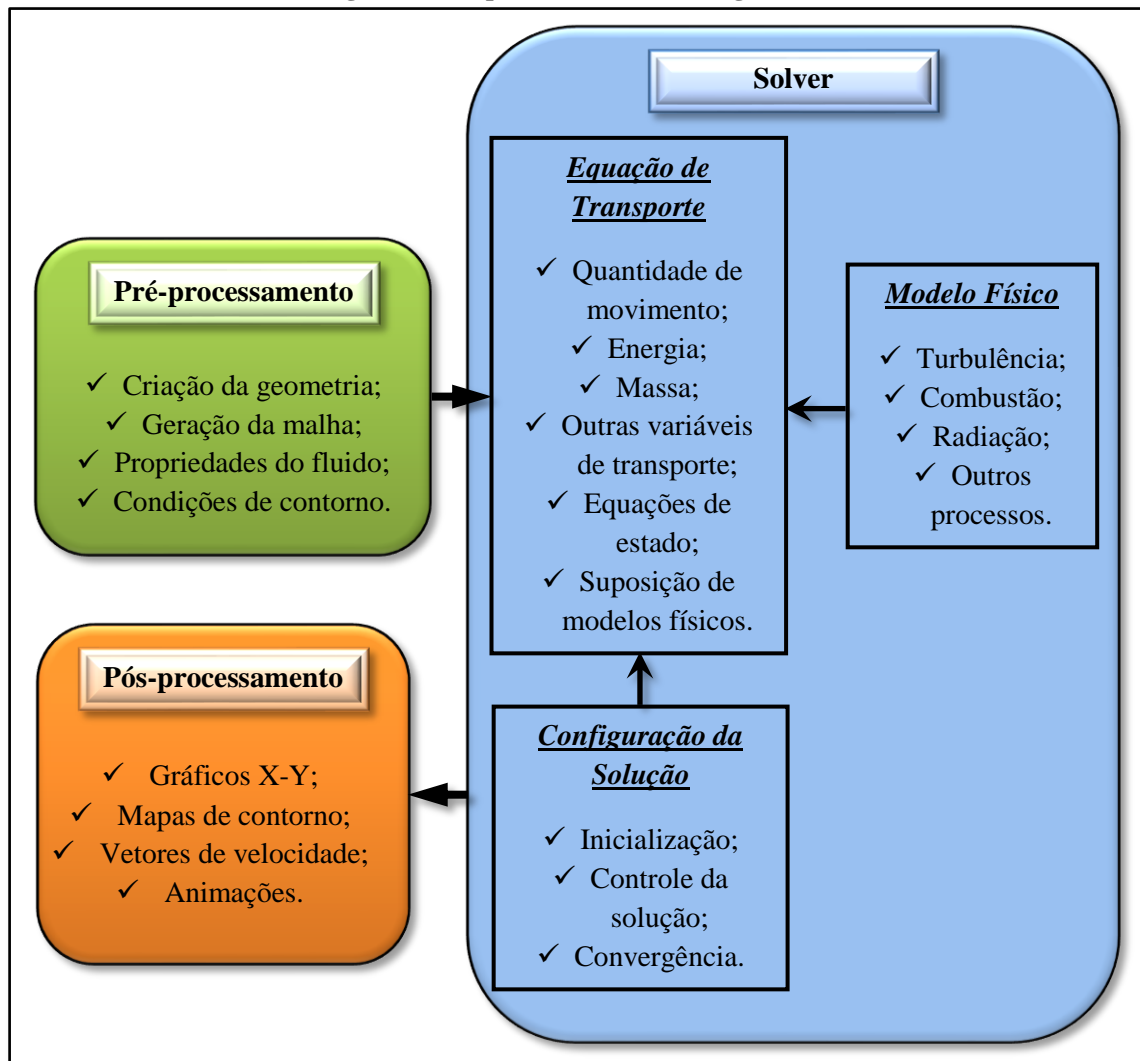 Solver
Equação de
Transporte
✓ Quantidade de
movimento;
✓ Energia;
✓ Massa;
✓ Outras variáveis
de transporte;
✓ Equações de
estado;
✓ Suposição de
modelos físicos.
Pré-processamento
✓ Criação da geometria;
✓ Geração da malha;
✓ Propriedades do fluido;
✓ Condições de contorno.
Modelo Físico
✓ Turbulência;
✓ Combustão;
✓ Radiação;
✓ Outros
processos.
Configuração da
Solução
✓ Inicialização;
✓ Controle da
solução;
✓ Convergência.
Pós-processamento
✓ Gráficos X-Y;
✓ Mapas de contorno;
✓ Vetores de velocidade;
✓ Animações.